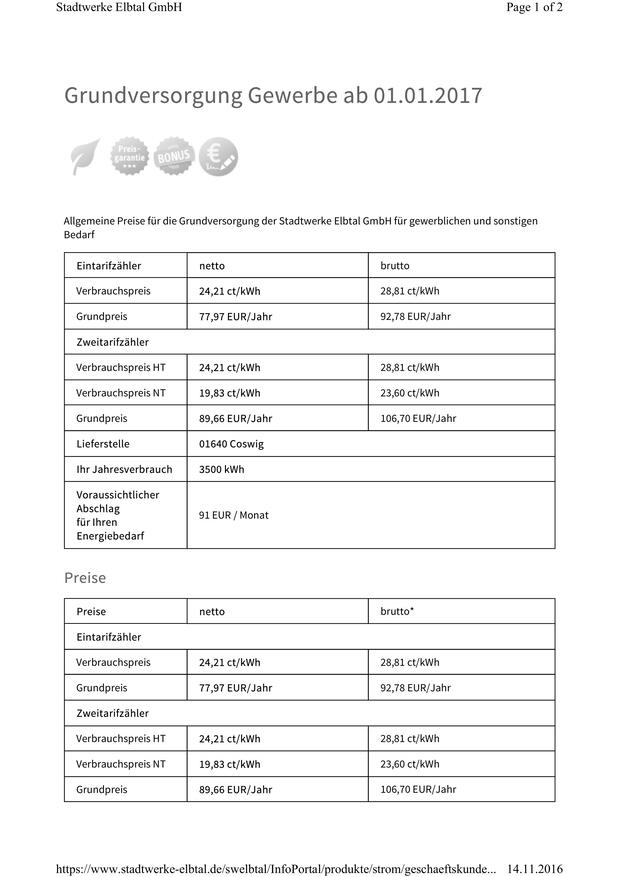 Stadtwerke Elbtal GmbH Page 1 of 2
Grundversorgung Gewerbe ab 01.01.2017
Preis-
garantie
BONUS
€
Allgemeine Preise für die Grundversorgung der Stadtwerke Elbtal GmbH für gewerblichen und sonstigen
Bedarf
Eintarifzähler netto brutto
Verbrauchspreis 24,21 ct/kWh 28,81 ct/kWh
Grundpreis 77,97 EUR/Jahr 92,78 EUR/Jahr
Zweitarifzähler
Verbrauchspreis HT 24,21 ct/kWh 28,81 ct/kWh
Verbrauchspreis NT 19,83 ct/kWh 23,60 ct/kWh
Grundpreis 89,66 EUR/Jahr 106,70 EUR/Jahr
Lieferstelle 01640 Coswig
Ihr Jahresverbrauch 3500 kWh
Voraussichtlicher
Abschlag
für Ihren
Energiebedarf
91 EUR / Monat
Preise
Preise netto brutto*
Eintarifzähler
Verbrauchspreis 24,21 ct/kWh 28,81 ct/kWh
Grundpreis 77,97 EUR/Jahr 92,78 EUR/Jahr
Zweitarifzähler
Verbrauchspreis HT 24,21 ct/kWh 28,81 ct/kWh
Verbrauchspreis NT 19,83 ct/kWh 23,60 ct/kWh
Grundpreis 89,66 EUR/Jahr 106,70 EUR/Jahr
https://www.stadtwerke-elbtal.de/swelbtal/InfoPortal/produkte/strom/geschaeftskunde... 14.11.2016